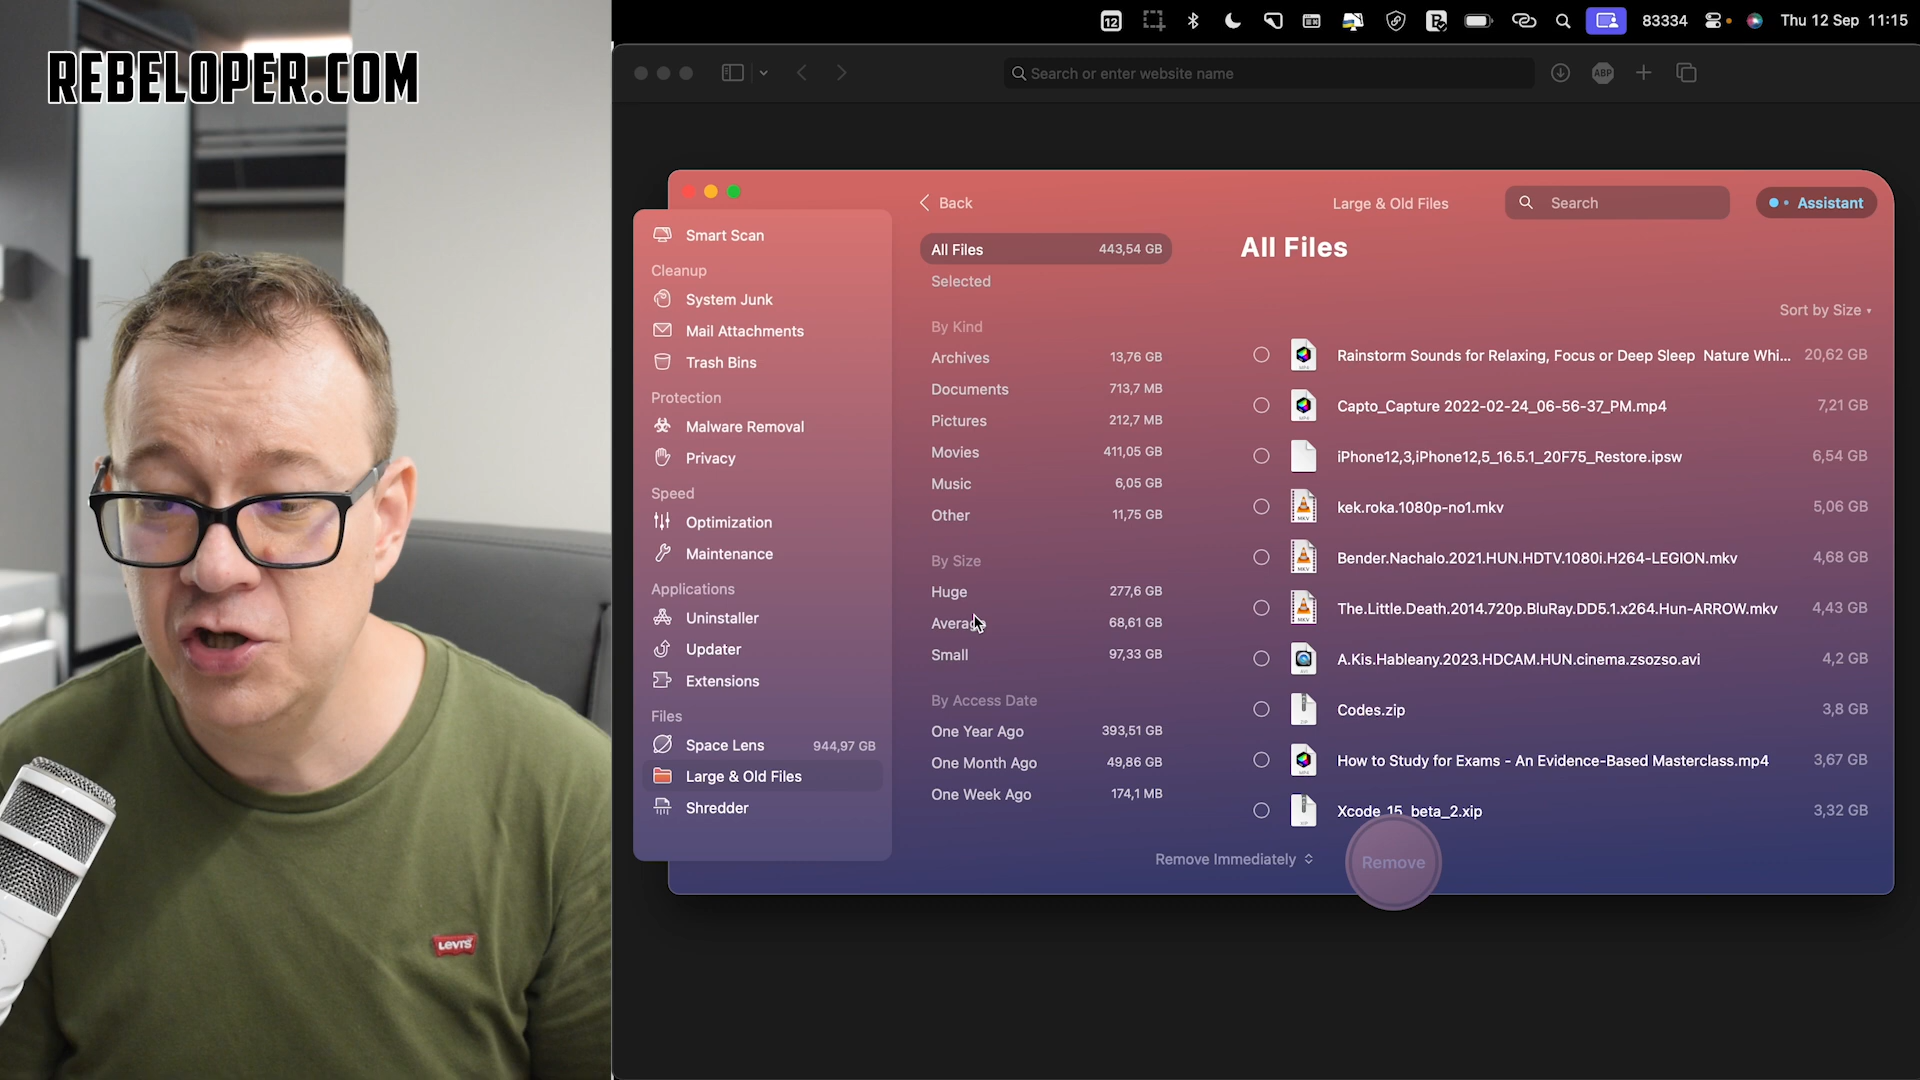 REBELOPER.COM
12
83334
Thu 12 Sep 11:15
Search or enter website name
ABP
Back
Large & Old Files
Search
Assistant
Smart Scan
Cleanup
System Junk
Mail Attachments
Trash Bins
Protection
Malware Removal
Privacy
Speed
Optimization
Maintenance
Applications
Uninstaller
Updater
Extensions
Files
Space Lens 944,97 GB
Large & Old Files
Shredder
All Files 443,54 GB
Selected
By Kind
Archives 13,76 GB
Documents 713,7 MB
Pictures 212,7 MB
Movies 411,05 GB
Music 6,05 GB
Other 11,75 GB
By Size
Huge 277,6 GB
Average 68,61 GB
Small 97,33 GB
By Access Date
One Year Ago 393,51 GB
One Month Ago 49,86 GB
One Week Ago 174,1 MB
All Files
Sort by Size
Rainstorm Sounds for Relaxing, Focus or Deep Sleep Nature Whi... 20,62 GB
Capto_Capture 2022-02-24_06-56-37_PM.mp4 7,21 GB
iPhone12,3,iPhone12,5_16.5.1_20F75_Restore.ipsw 6,54 GB
kek.roka.1080p-no1.mkv 5,06 GB
Bender.Nachalo.2021.HUN.HDTV.1080i.H264-LEGION.mkv 4,68 GB
The.Little.Death.2014.720p.BluRay.DD5.1.x264.Hun-ARROW.mkv 4,43 GB
A.Kis.Hableany.2023.HDCAM.HUN.cinema.zsozso.avi 4,2 GB
Codes.zip 3,8 GB
How to Study for Exams - An Evidence-Based Masterclass.mp4 3,67 GB
Xcode_15_beta_2.xip 3,32 GB
Remove Immediately
Remove
Levi's